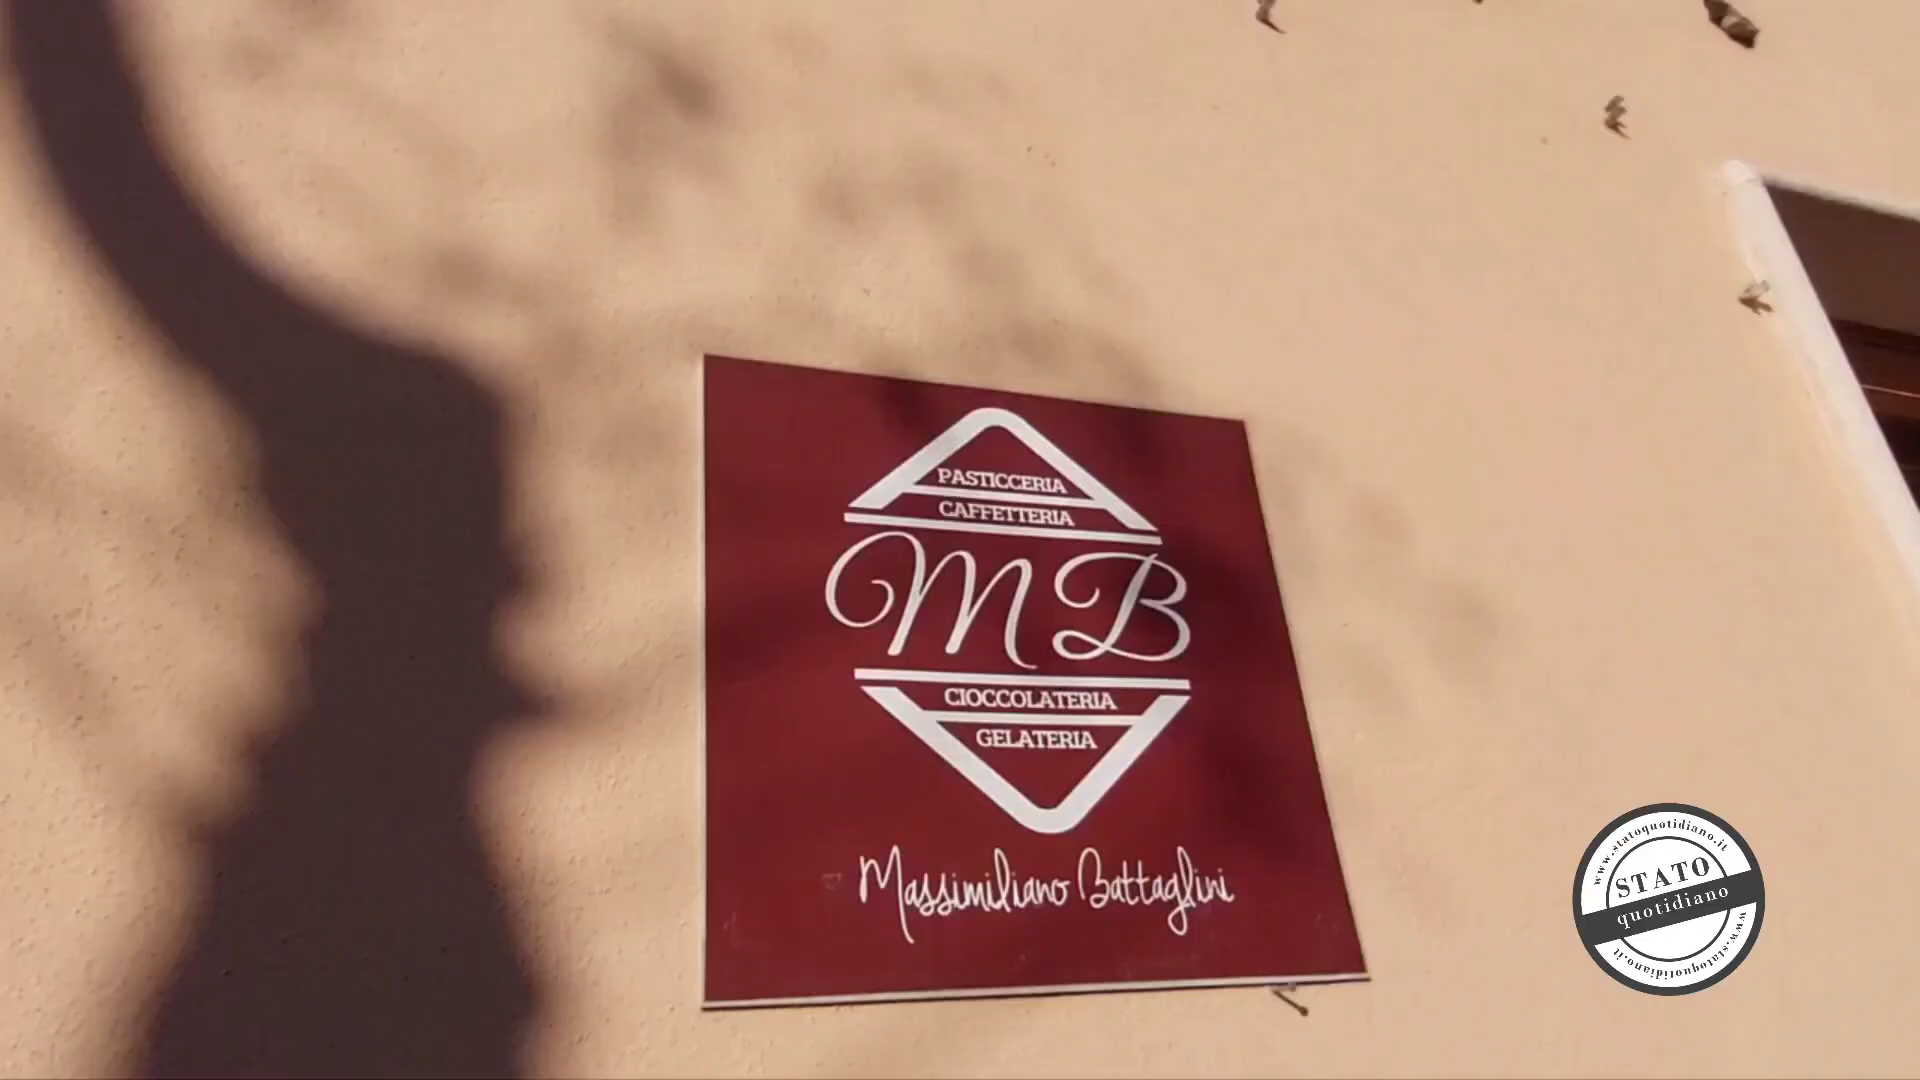 PASTICCERIA
CAFFETTERIA
MB
CIOCCOLATERIA
GELATERIA
Massimiliano Battaglini
www.statoquotidiano.it
STATO
quotidiano
www.statoquotidiano.it